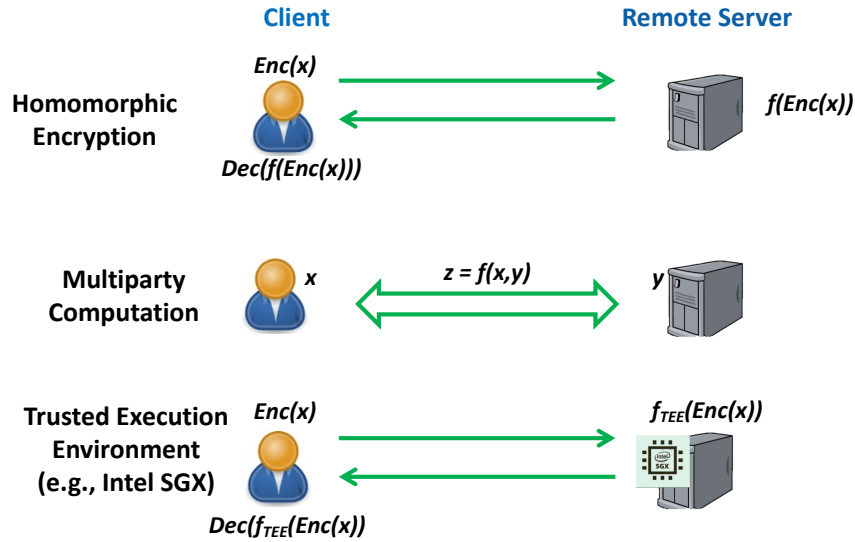 Client
Remote Server
Enc(x)
Homomorphic
Encryption
f(Enc(x))
Dec(f(Enc(x)))
Multiparty
Computation
x
z = f(x,y)
y
Trusted Execution
Environment
(e.g., Intel SGX)
Enc(x)
fTEE(Enc(x))
intel
SGX
Dec(fTEE(Enc(x))